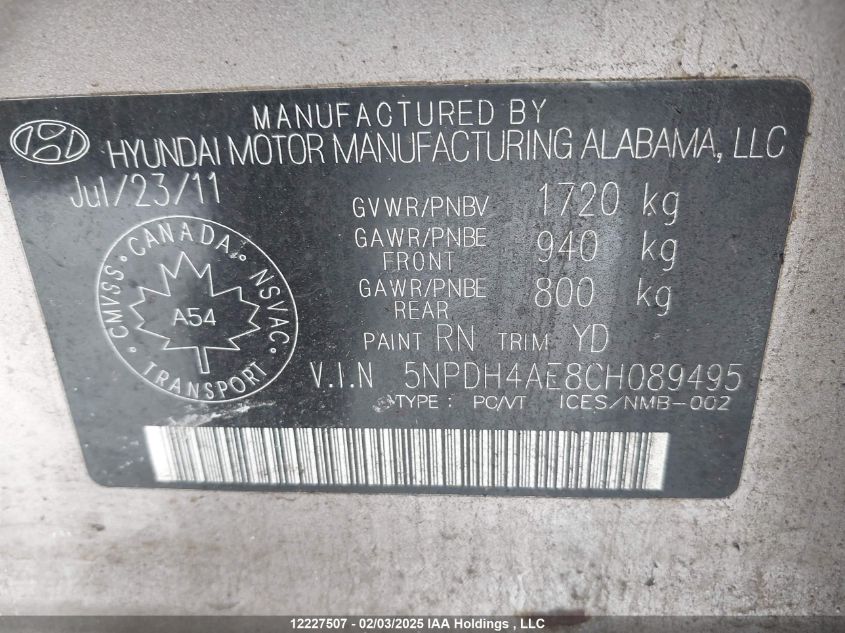 MANUFACTURED BY
HYUNDAI MOTOR MANUFACTURING ALABAMA, LLC
Jul/23/11
GVWR/PNBV 1720 kg
GAWR/PNBE FRONT 940 kg
GAWR/PNBE REAR 800 kg
CANADA
CMVSS · NSVAC
A54
TRANSPORT
PAINT RN TRIM YD
V.I.N 5NPDH4AE8CH089495
TYPE : PC/VT ICES/NMB-002
12227507 - 02/03/2025 IAA Holdings , LLC